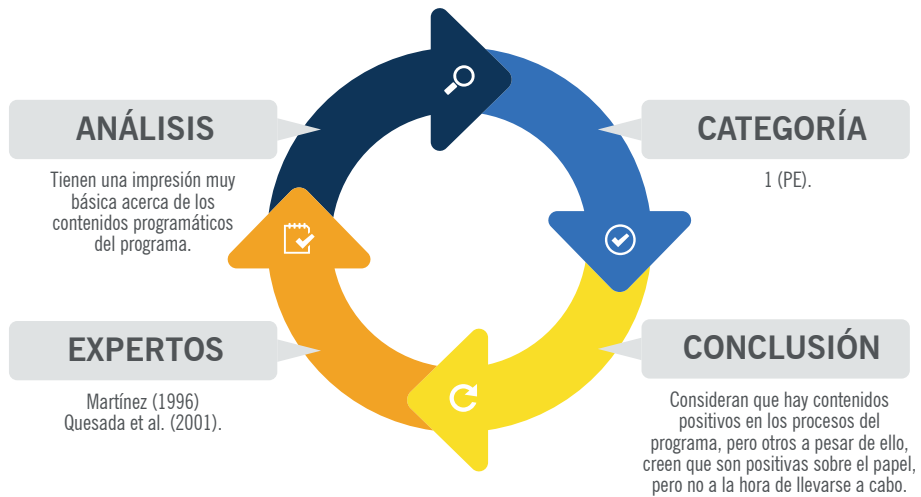 ANÁLISIS
Tienen una impresión muy
básica acerca de los
contenidos programáticos
del programa.
CATEGORÍA
1 (PE).
EXPERTOS
Martínez (1996)
Quesada et al. (2001).
CONCLUSIÓN
Consideran que hay contenidos
positivos en los procesos del
programa, pero otros a pesar de ello,
creen que son positivas sobre el papel,
pero no a la hora de llevarse a cabo.